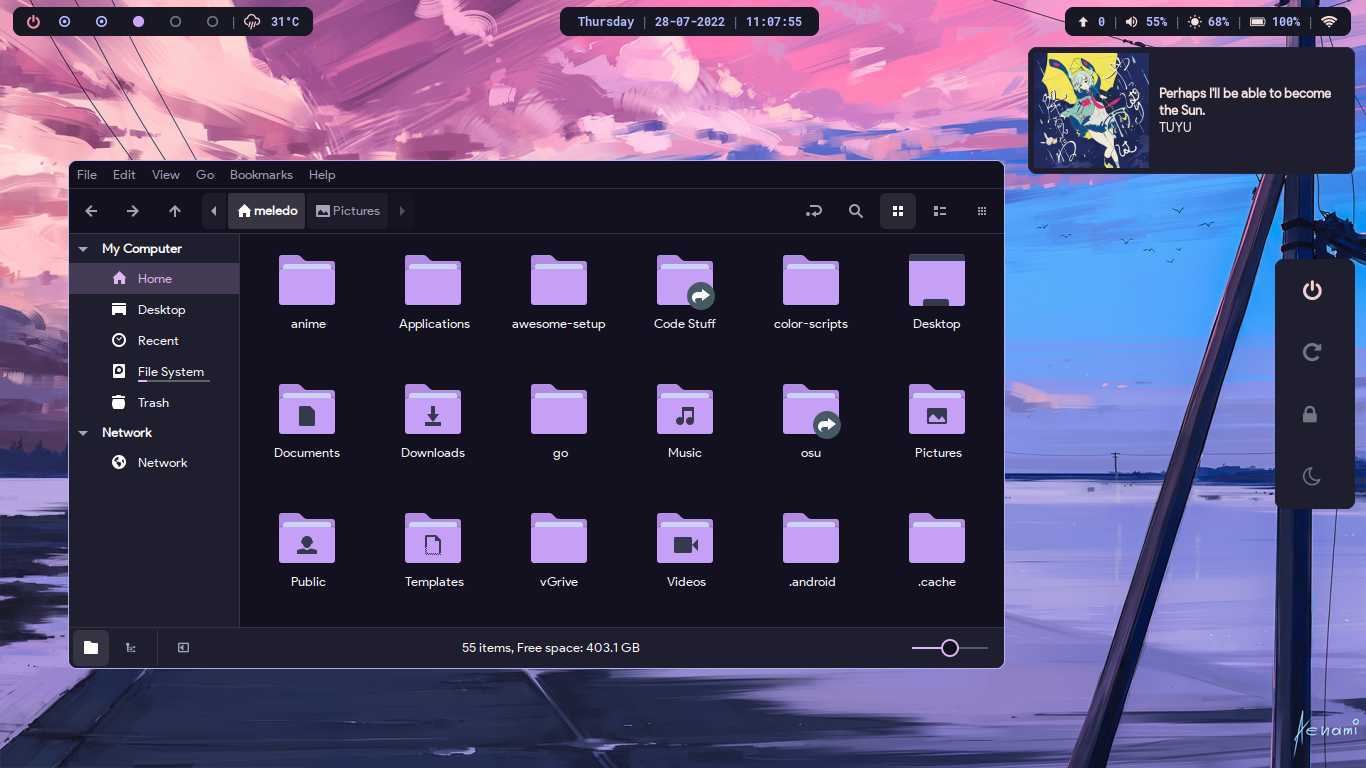 31°C
Thursday | 28-07-2022 | 11:07:55
0 | 55% | 68% | 100% |
Perhaps I'll be able to become
the Sun.
TUYU
File Edit View Go Bookmarks Help
meledo Pictures
My Computer
Home
Desktop
Recent
File System
Trash
Network
Network
anime Applications awesome-setup Code Stuff color-scripts Desktop
Documents Downloads go Music osu Pictures
Public Templates vGrive Videos .android .cache
55 items, Free space: 403.1 GB
Aenami